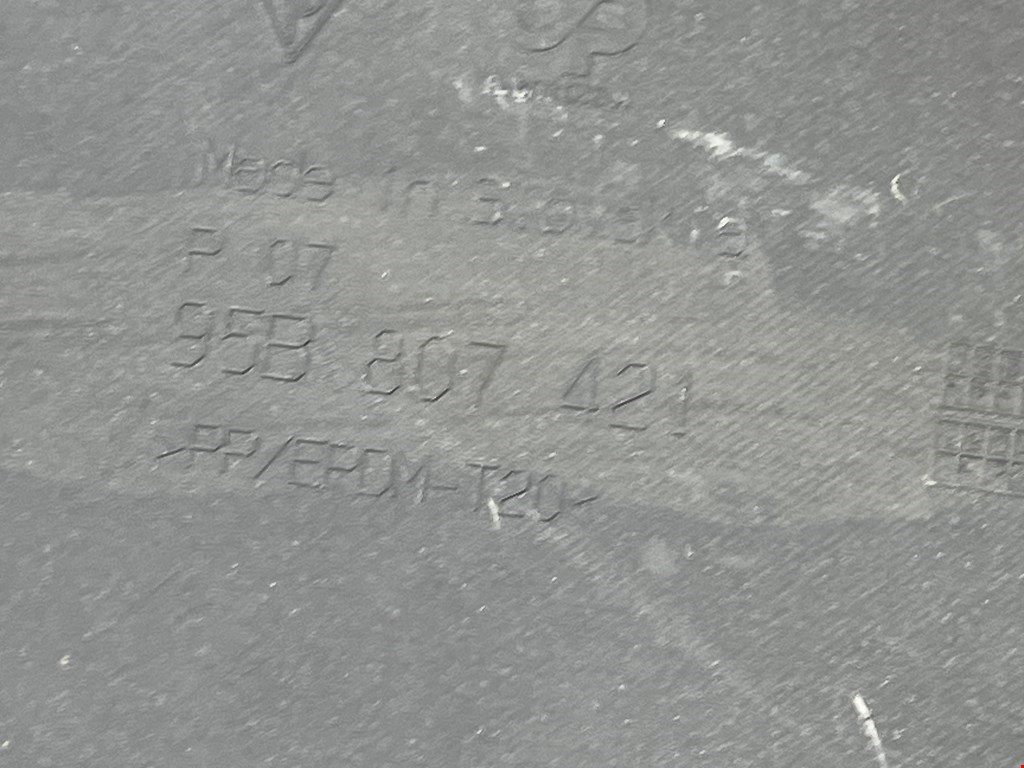 Made in Slovakia
P 07
95B 807 421
>PP/EPDM-T20<